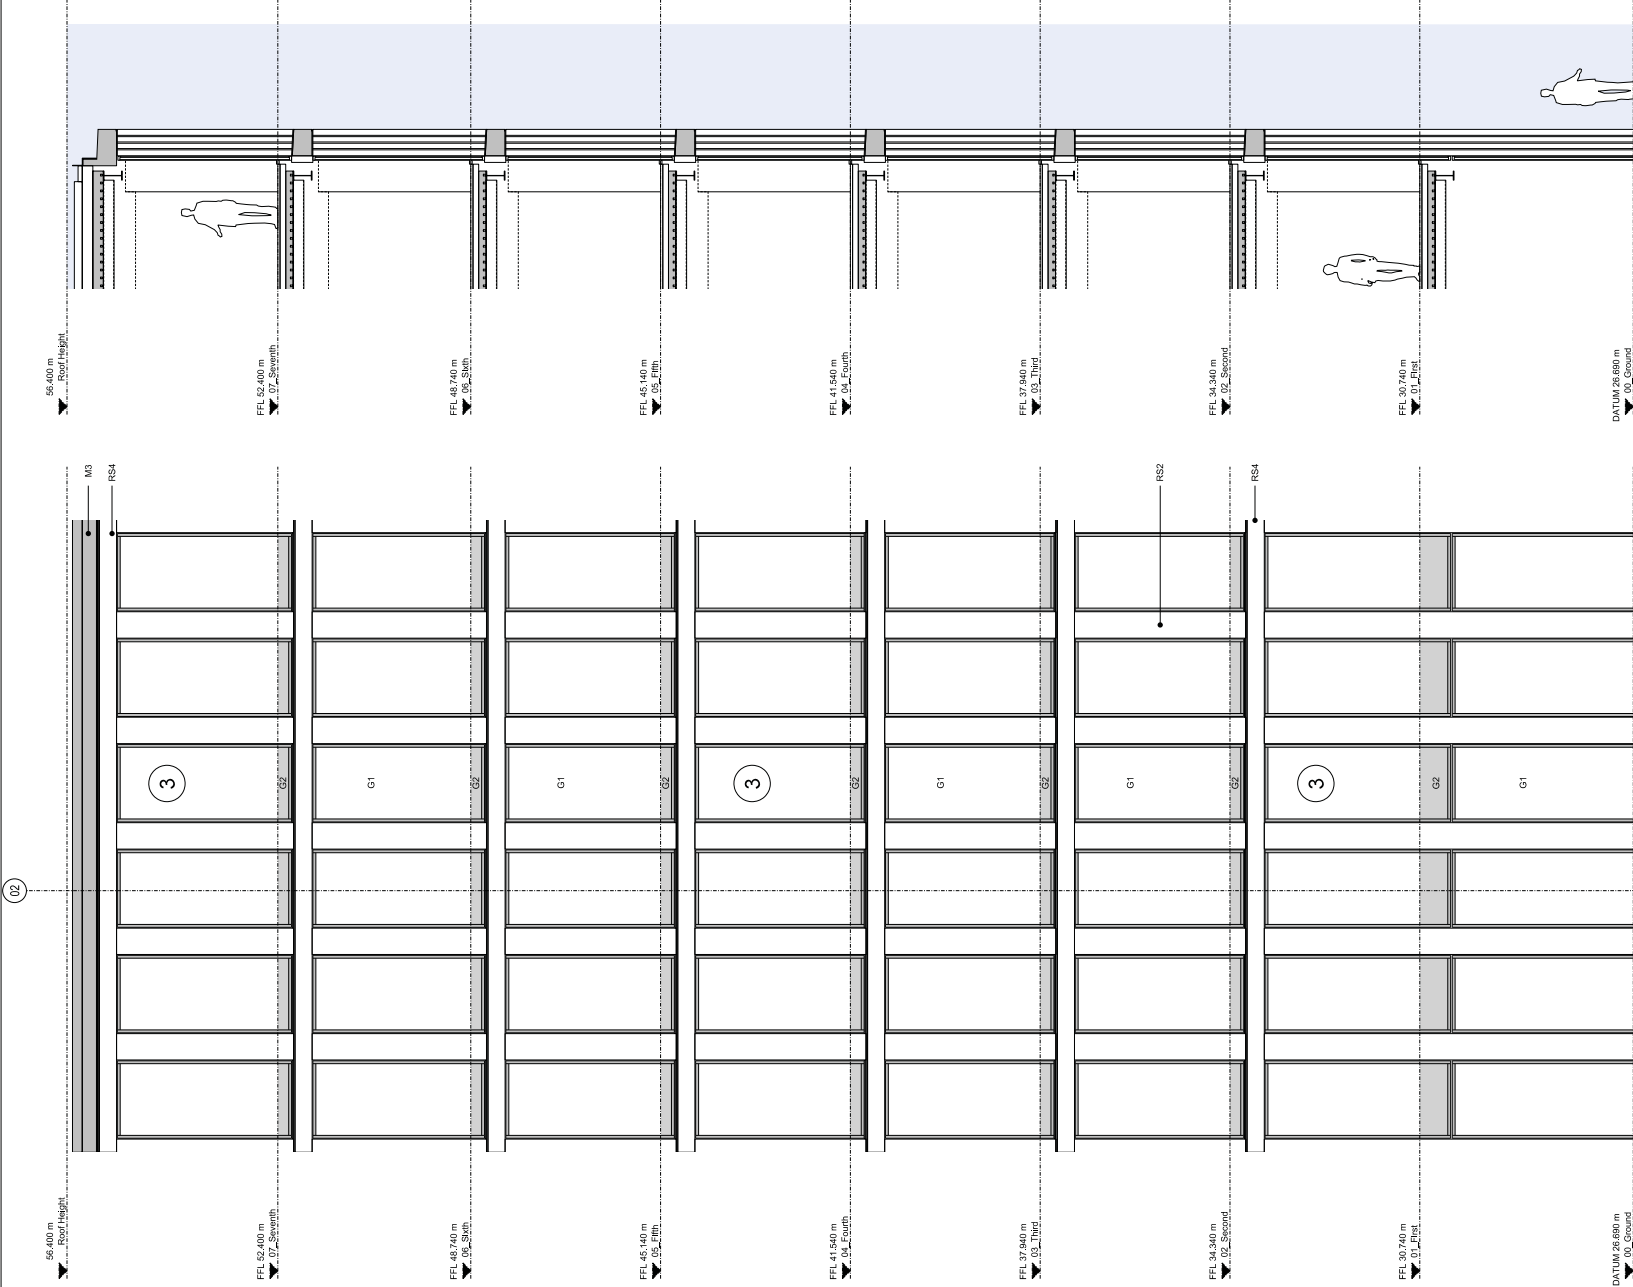 56.400 m
Roof Height
FFL 52.400 m
07_Seventh
FFL 48.740 m
06_Sixth
FFL 45.140 m
05_Fifth
FFL 41.540 m
04_Fourth
FFL 37.940 m
03_Third
FFL 34.340 m
02_Second
FFL 30.740 m
01_First
DATUM 26.690 m
00_Ground
M3
RS4
RS2
RS4
3
G2
G1
G2
G1
G2
3
G2
G1
G2
G1
G2
3
G2
G1
02
56.400 m
Roof Height
FFL 52.400 m
07_Seventh
FFL 48.740 m
06_Sixth
FFL 45.140 m
05_Fifth
FFL 41.540 m
04_Fourth
FFL 37.940 m
03_Third
FFL 34.340 m
02_Second
FFL 30.740 m
01_First
DATUM 26.690 m
00_Ground